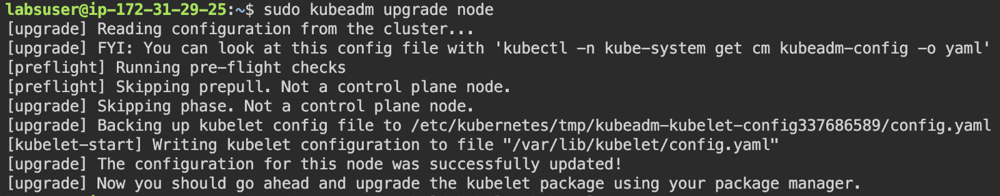 labsuser@ip-172-31-29-25:~$ sudo kubeadm upgrade node
[upgrade] Reading configuration from the cluster...
[upgrade] FYI: You can look at this config file with 'kubectl -n kube-system get cm kubeadm-config -o yaml'
[preflight] Running pre-flight checks
[preflight] Skipping prepull. Not a control plane node.
[upgrade] Skipping phase. Not a control plane node.
[upgrade] Backing up kubelet config file to /etc/kubernetes/tmp/kubeadm-kubelet-config337686589/config.yaml
[kubelet-start] Writing kubelet configuration to file "/var/lib/kubelet/config.yaml"
[upgrade] The configuration for this node was successfully updated!
[upgrade] Now you should go ahead and upgrade the kubelet package using your package manager.